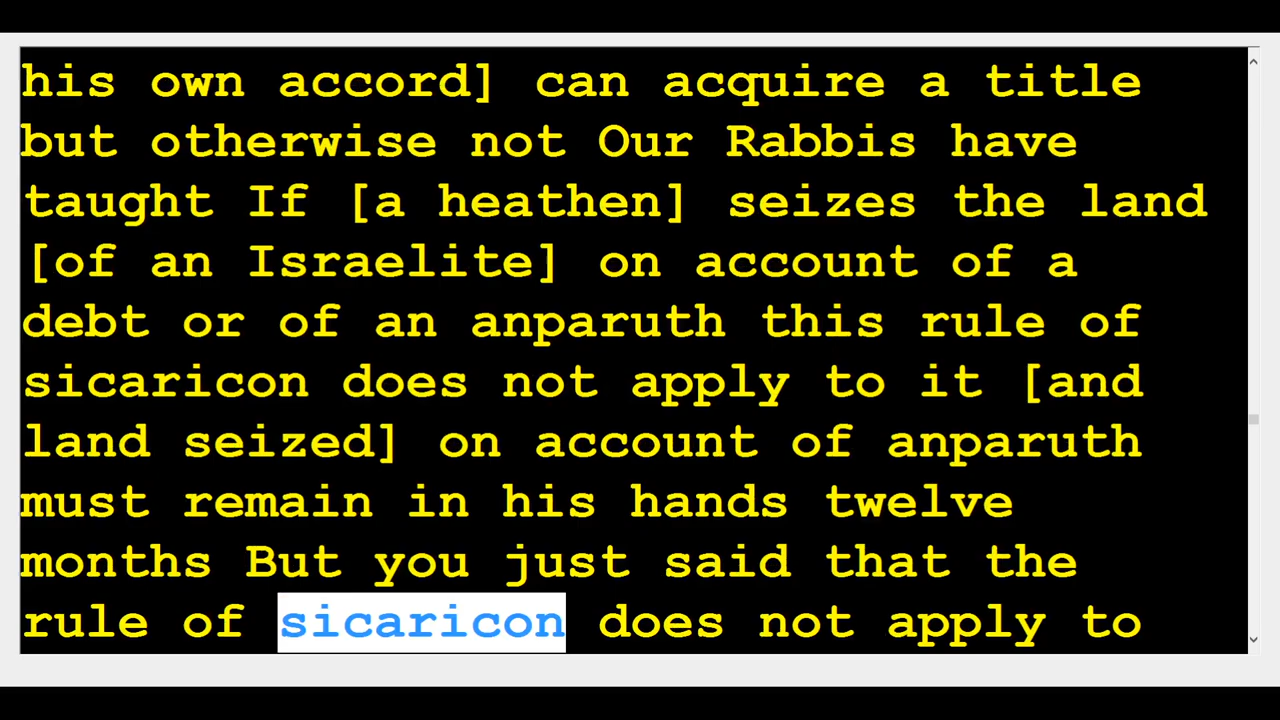 his own accord] can acquire a title
but otherwise not Our Rabbis have
taught If [a heathen] seizes the land
[of an Israelite] on account of a
debt or of an anparuth this rule of
sicaricon does not apply to it [and
land seized] on account of anparuth
must remain in his hands twelve
months But you just said that the
rule of sicaricon does not apply to